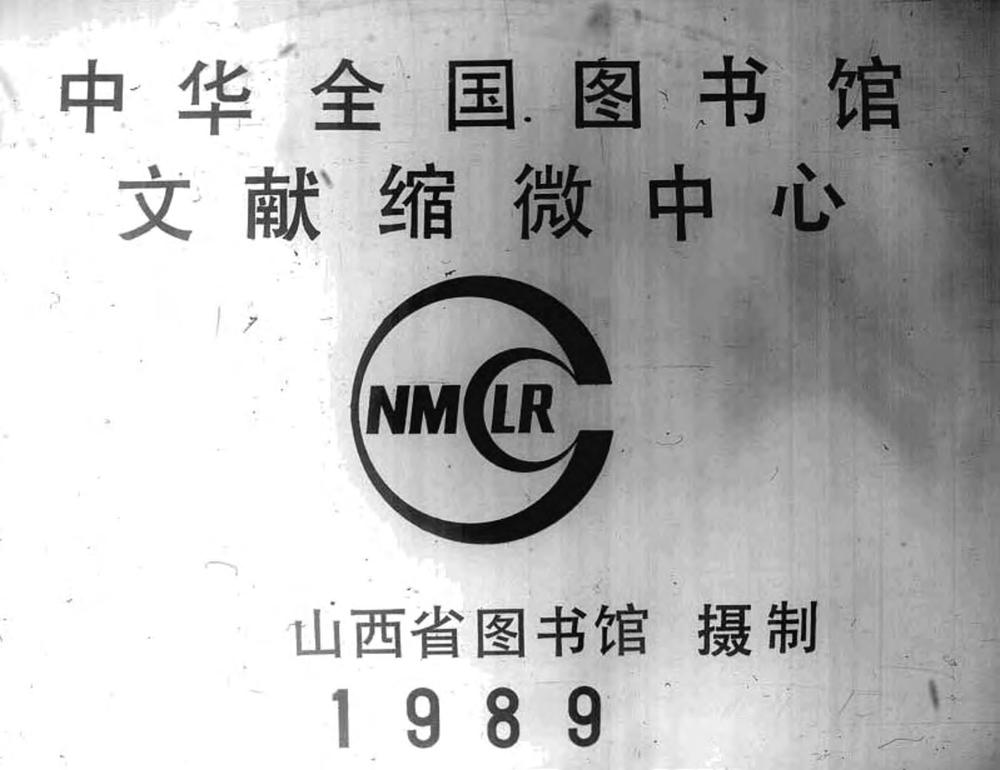 中华全国图书馆
文献缩微中心
NMCLR
山西省图书馆 摄制
1989